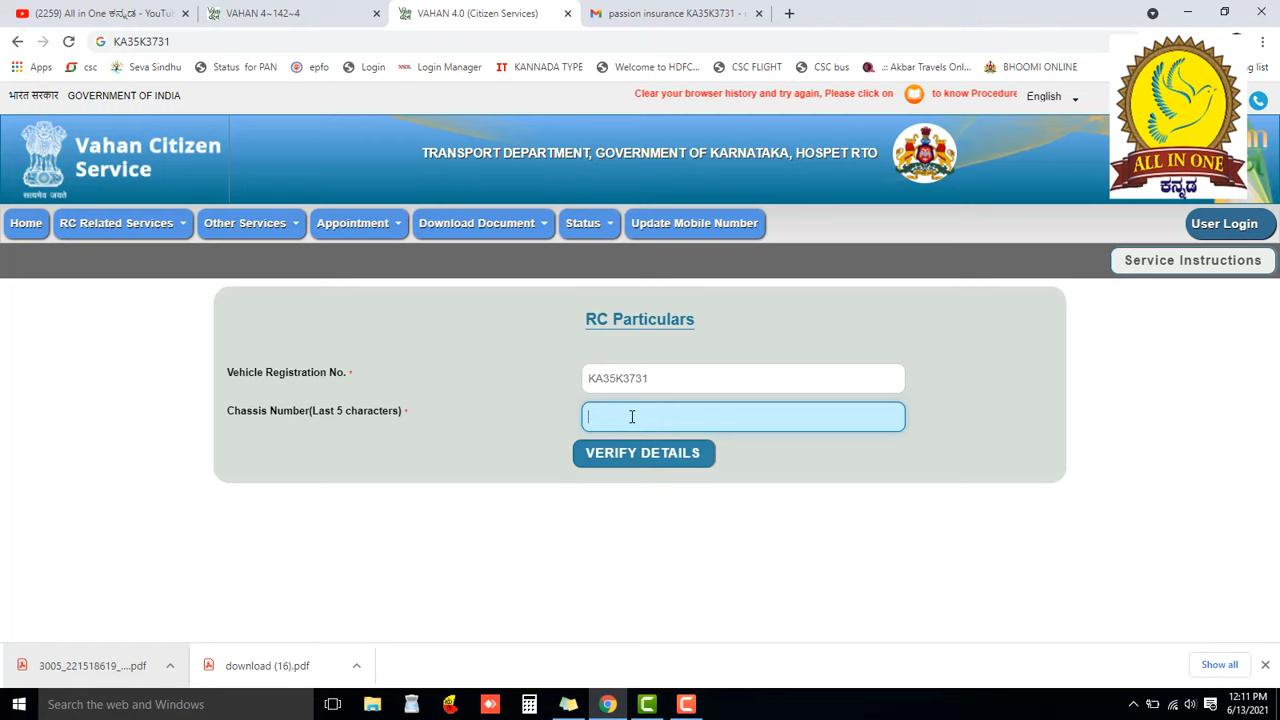 (2259) All in One ಕನ್ನಡ - YouT
VAHAN 4~142~4
VAHAN 4.0 (Citizen Services)
passion insurance KA35K3731 -
KA35K3731
Apps
csc
Seva Sindhu
Status for PAN
epfo
Login
NSDL
Login Manager
IT KANNADA TYPE
Welcome to HDFC...
CSC FLIGHT
CSC bus
.:: Akbar Travels Onl...
BHOOMI ONLINE
भारत सरकार GOVERNMENT OF INDIA
Clear your browser history and try again, Please click on
to know Procedure
English
सत्यमेव जयते
Vahan Citizen
Service
TRANSPORT DEPARTMENT, GOVERNMENT OF KARNATAKA, HOSPET RTO
ALL IN ONE
ಕನ್ನಡ
Home
RC Related Services
Other Services
Appointment
Download Document
Status
Update Mobile Number
User Login
Service Instructions
RC Particulars
Vehicle Registration No. *
KA35K3731
Chassis Number(Last 5 characters) *
VERIFY DETAILS
3005_221518619_....pdf
download (16).pdf
Show all
Search the web and Windows
12:11 PM
6/13/2021